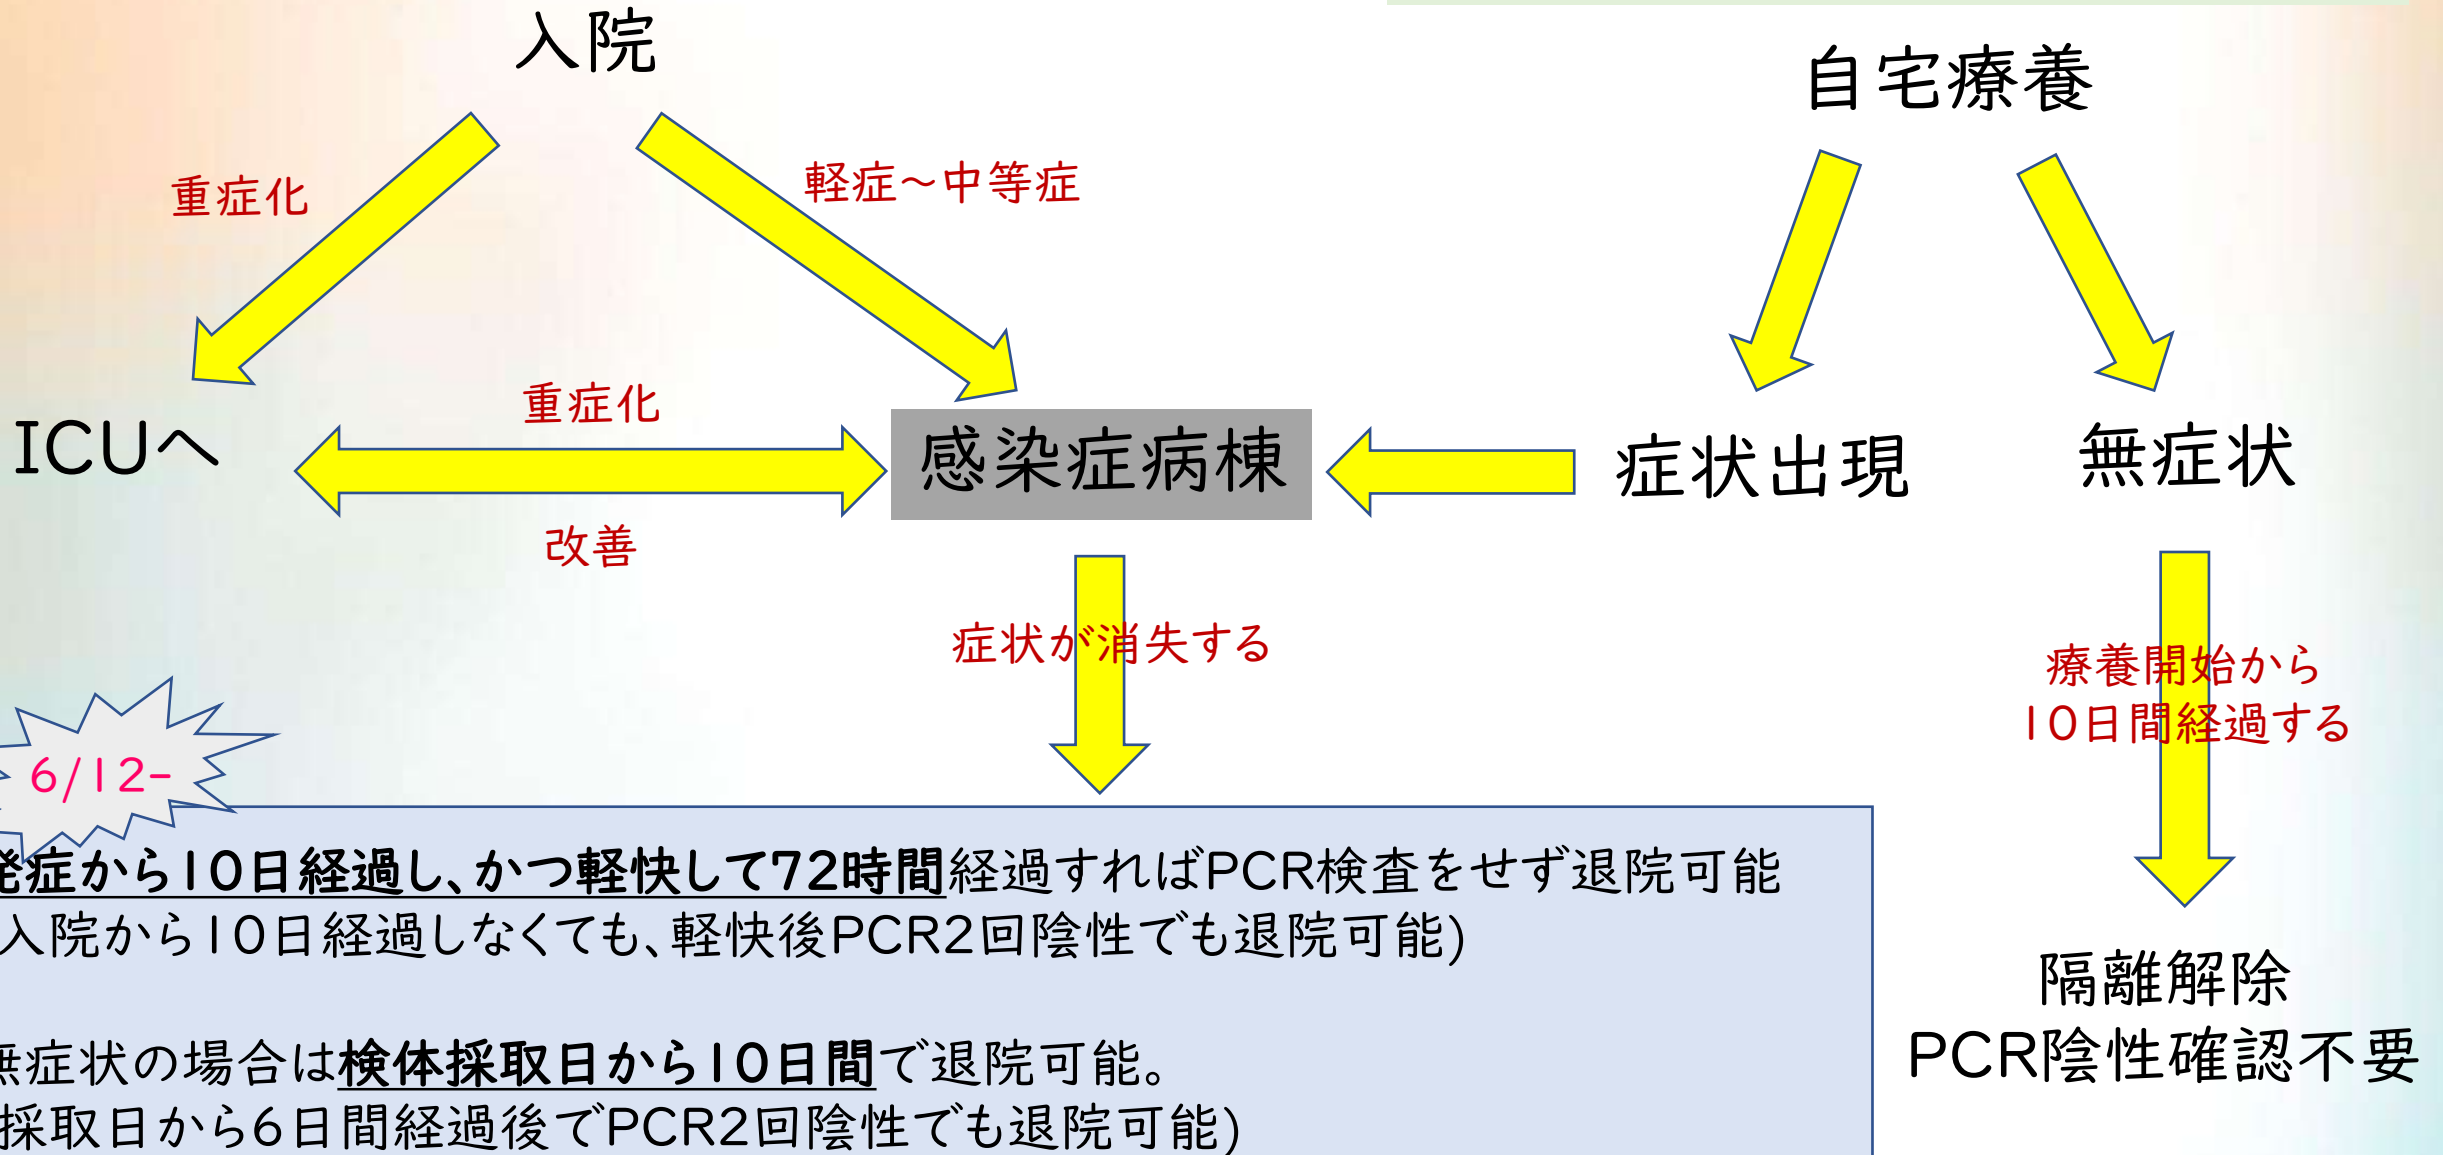 入院
自宅療養
重症化
軽症～中等症
ICUへ
重症化
改善
感染症病棟
症状出現
無症状
症状が消失する
療養開始から
10日間経過する
6/12-
発症から10日経過し、かつ軽快して72時間経過すればPCR検査をせず退院可能
入院から10日経過しなくても、軽快後PCR2回陰性でも退院可能)
無症状の場合は検体採取日から10日間で退院可能。
採取日から6日間経過後でPCR2回陰性でも退院可能)
隔離解除
PCR陰性確認不要